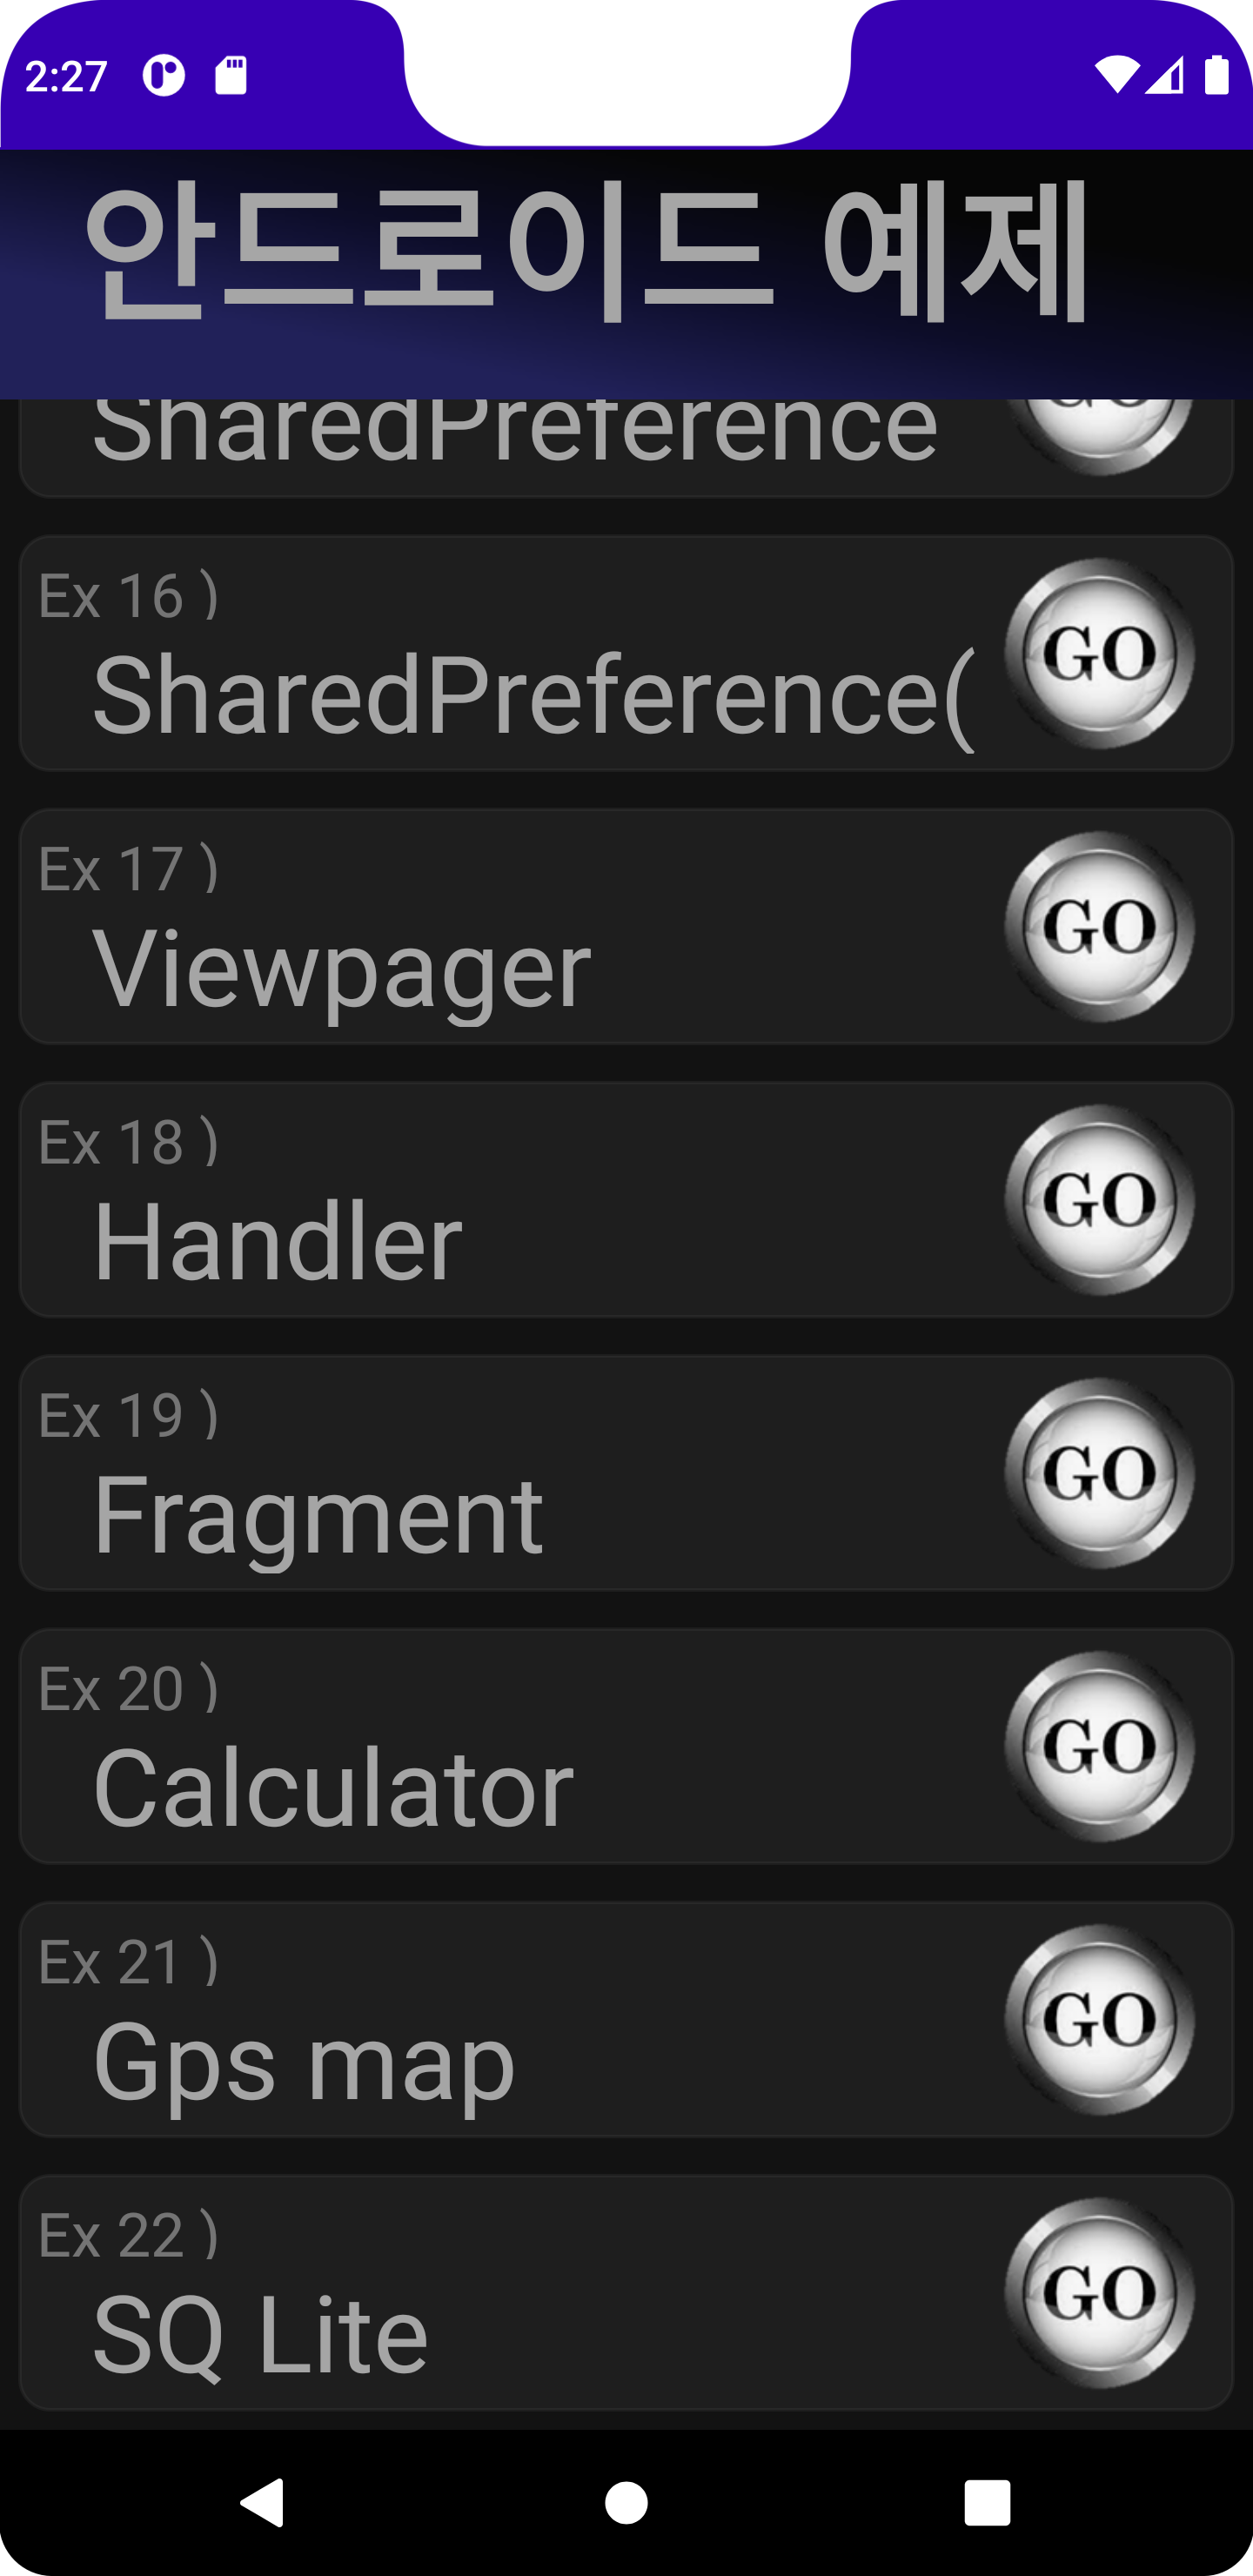 2:27
안드로이드 예제
SharedPreference
GO
Ex 16 )
SharedPreference(
GO
Ex 17 )
Viewpager
GO
Ex 18 )
Handler
GO
Ex 19 )
Fragment
GO
Ex 20 )
Calculator
GO
Ex 21 )
Gps map
GO
Ex 22 )
SQ Lite
GO